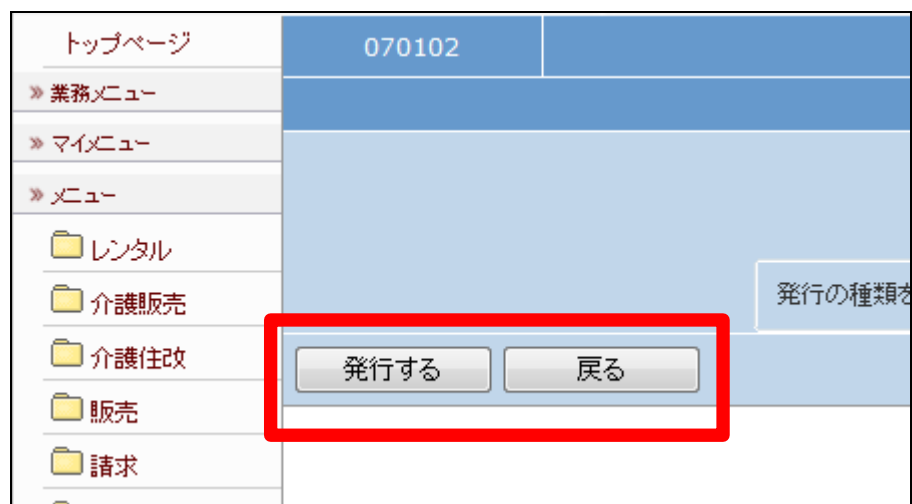 トップページ
070102
» 業務メニュー
» マイメニュー
» メニュー
レンタル
介護販売
発行の種類を
介護住改
発行する
戻る
販売
請求